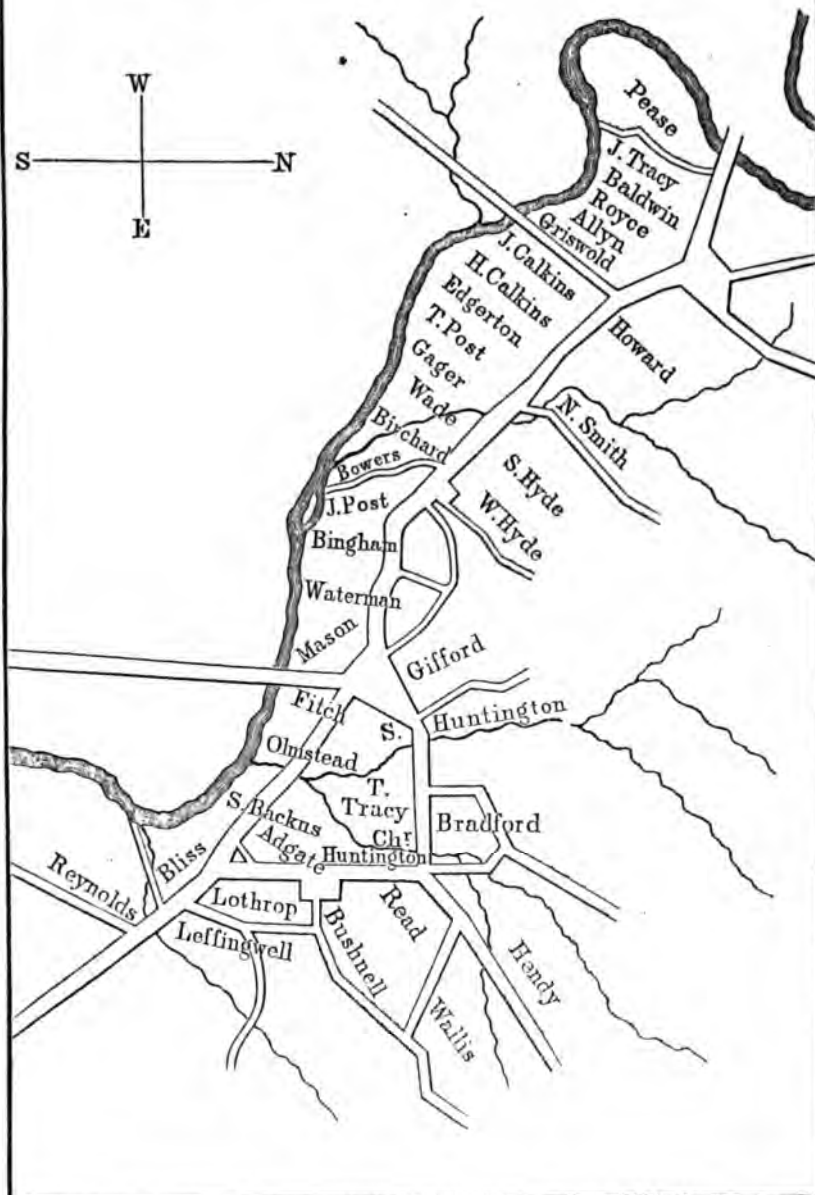 W
S
N
E
Pease
J. Tracy
Baldwin
Royce
Allyn
Griswold
J. Calkins
H. Calkins
Edgerton
T. Post
Gager
Wade
Birchard
Bowers
J. Post
Bingham
Waterman
Mason
Howard
N. Smith
S. Hyde
W. Hyde
Gifford
Fitch
S. Huntington
Olmstead
T.
Tracy
Chr.
Huntington
Bradford
S. Backus
Adgate
Bliss
Reynolds
Lothrop
Leffingwell
Bushnell
Read
Hendy
Wallis